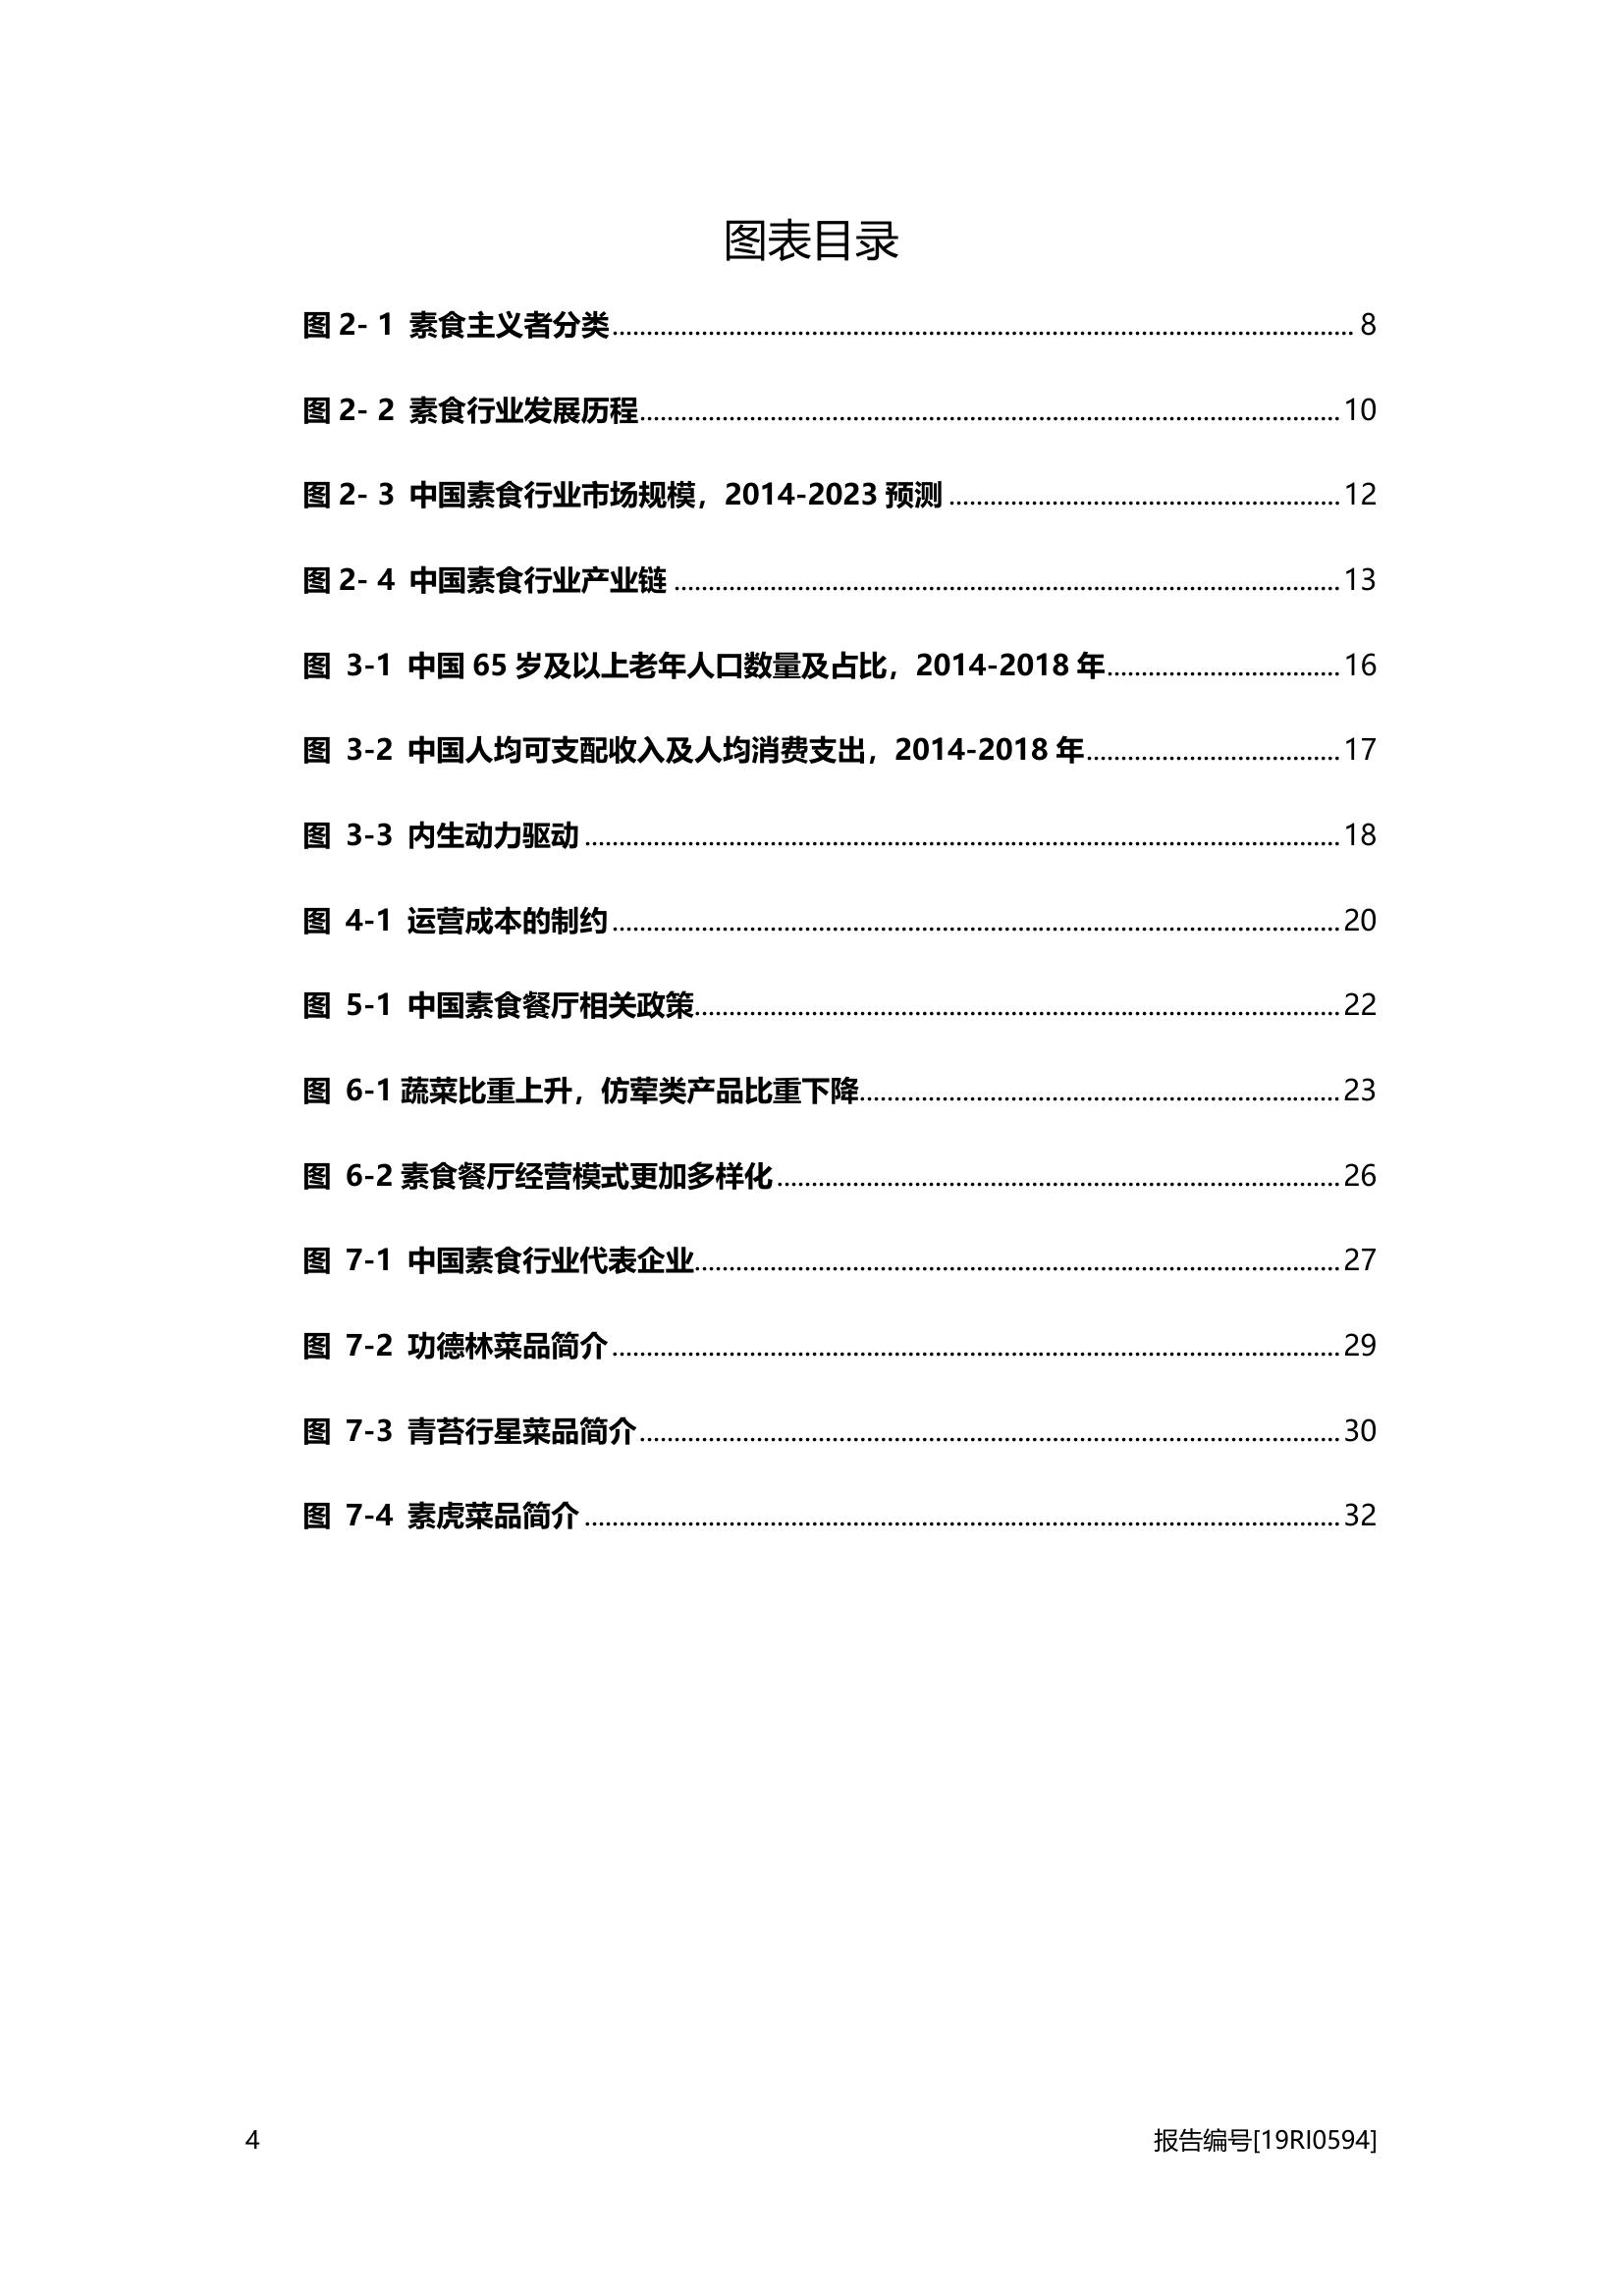 图表目录
图 2- 1 素食主义者分类........................................ 8
图 2- 2 素食行业发展历程........................................ 10
图 2- 3 中国素食行业市场规模，2014-2023 预测........................................ 12
图 2- 4 中国素食行业产业链........................................ 13
图 3-1 中国 65 岁及以上老年人口数量及占比，2014-2018 年........................................ 16
图 3-2 中国人均可支配收入及人均消费支出，2014-2018 年........................................ 17
图 3-3 内生动力驱动........................................ 18
图 4-1 运营成本的制约........................................ 20
图 5-1 中国素食餐厅相关政策........................................ 22
图 6-1 蔬菜比重上升，仿荤类产品比重下降........................................ 23
图 6-2 素食餐厅经营模式更加多样化........................................ 26
图 7-1 中国素食行业代表企业........................................ 27
图 7-2 功德林菜品简介........................................ 29
图 7-3 青苔行星菜品简介........................................ 30
图 7-4 素虎菜品简介........................................ 32
4 报告编号[19RI0594]